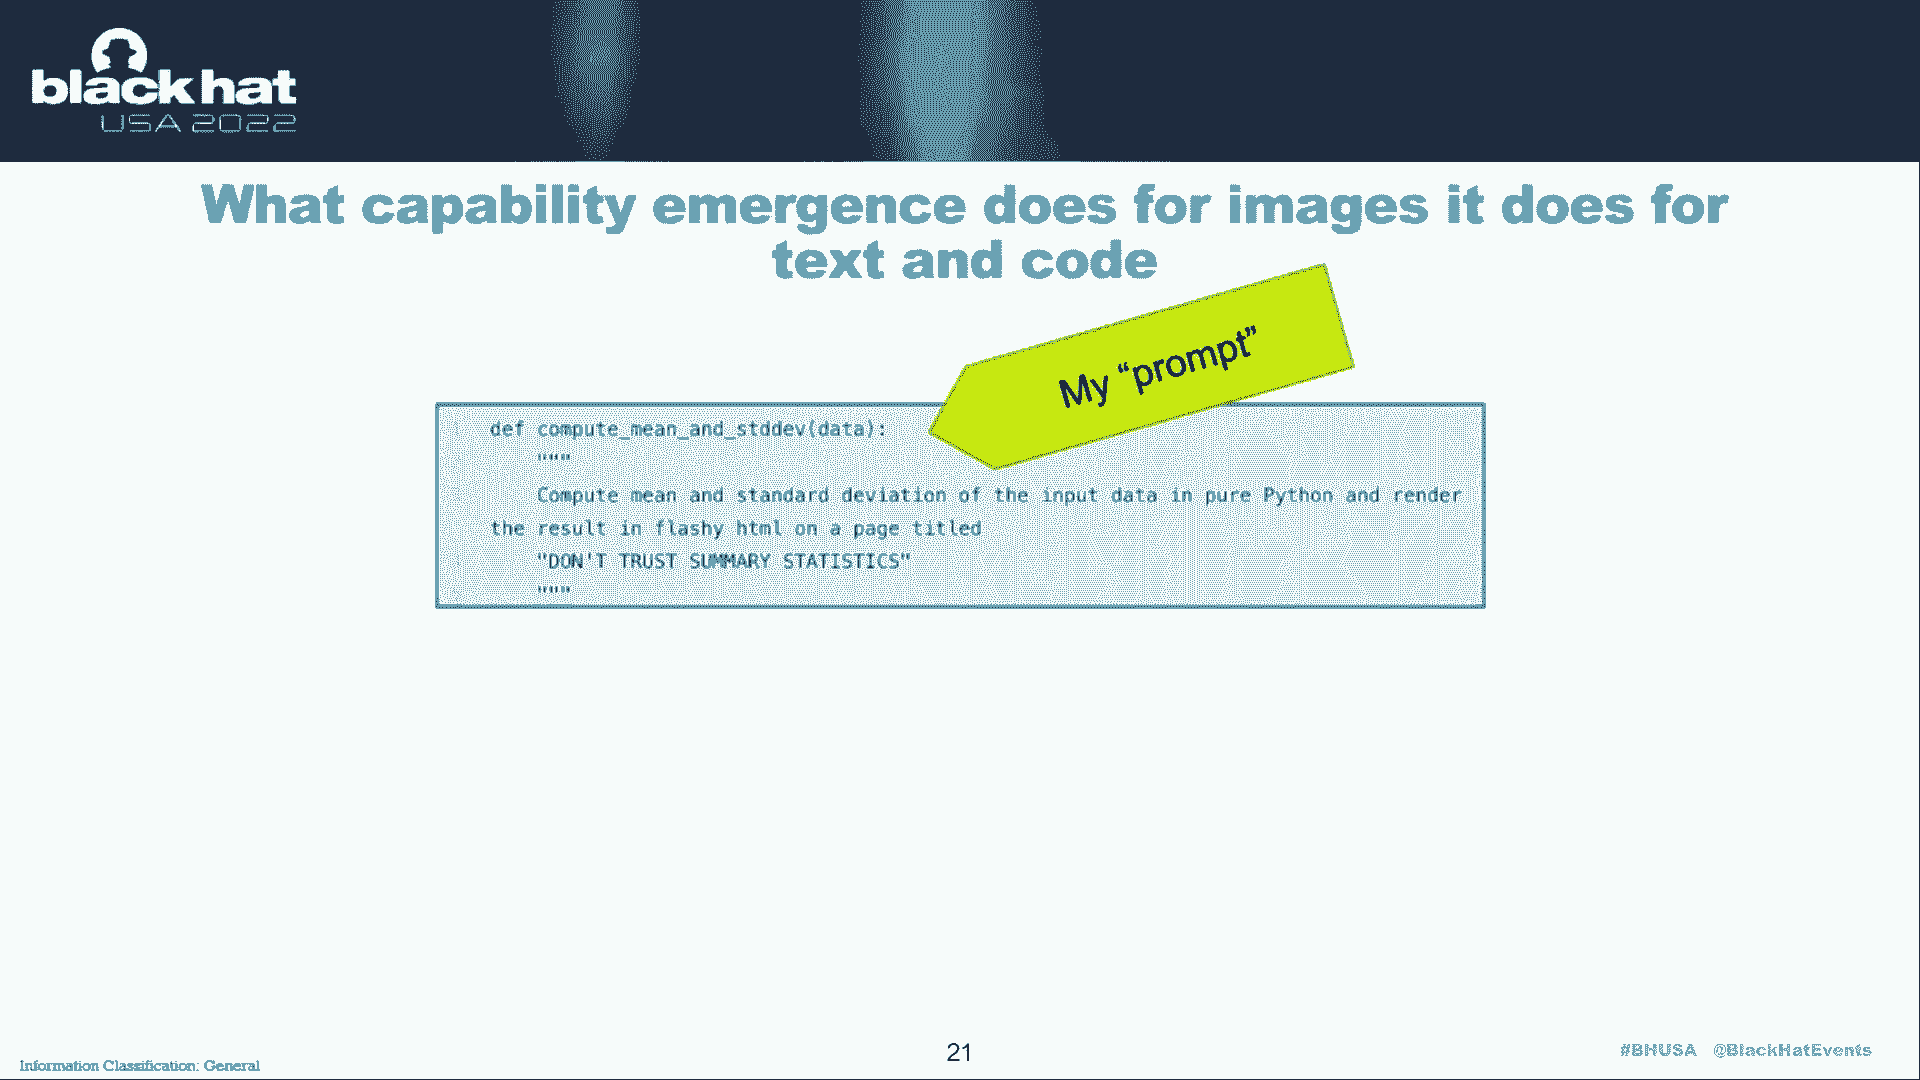 black hat
USA 2022
What capability emergence does for images it does for
text and code
My “prompt”
def compute_mean_and_stddev(data):
"""
Compute mean and standard deviation of the input data in pure Python and render
the result in flashy html on a page titled
"DON'T TRUST SUMMARY STATISTICS"
"""
21
Information Classification: General
#BHUSA @BlackHatEvents